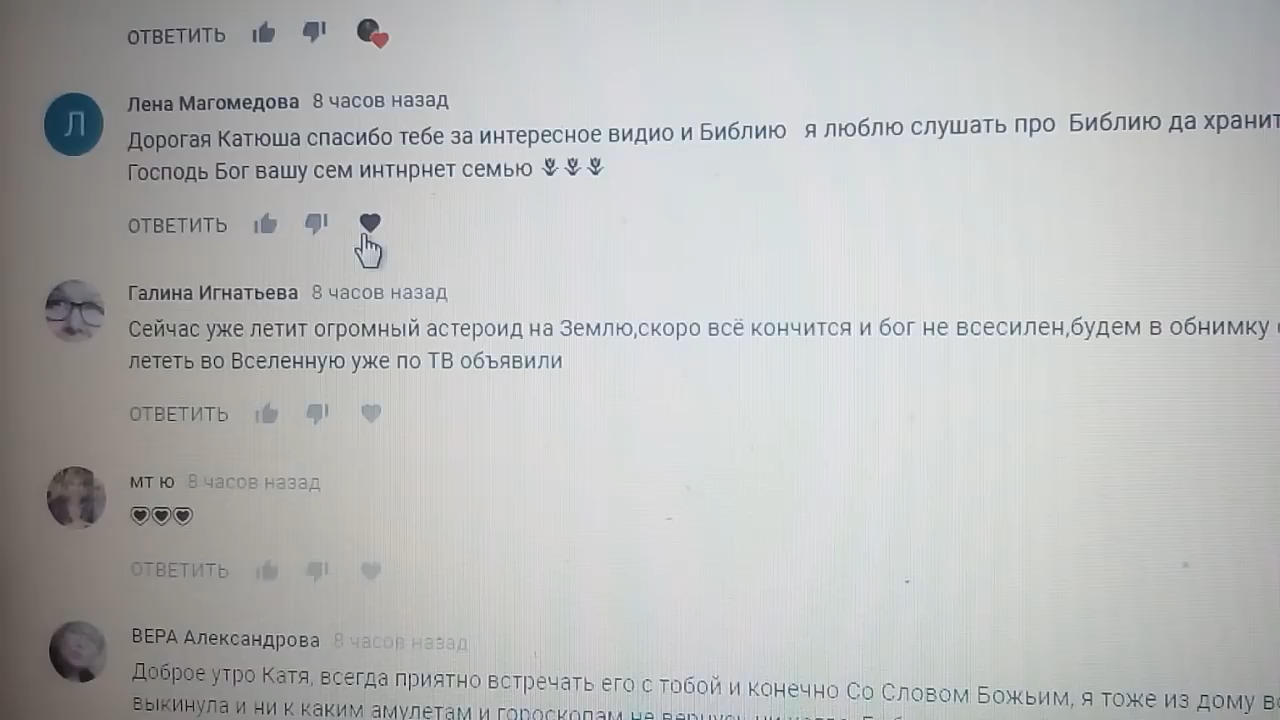 ОТВЕТИТЬ
Л
Лена Магомедова 8 часов назад
Дорогая Катюша спасибо тебе за интересное видио и Библию я люблю слушать про Библию да хранит
Господь Бог вашу сем интнрнет семью 🌷🌷🌷
ОТВЕТИТЬ
Галина Игнатьева 8 часов назад
Сейчас уже летит огромный астероид на Землю,скоро всё кончится и бог не всесилен,будем в обнимку
лететь во Вселенную уже по ТВ объявили
ОТВЕТИТЬ
мт ю 8 часов назад
ОТВЕТИТЬ
ВЕРА Александрова 8 часов назад
Доброе утро Катя, всегда приятно встречать его с тобой и конечно Со Словом Божьим, я тоже из дому
выкинула и ни к каким амулетам и гороскопам не